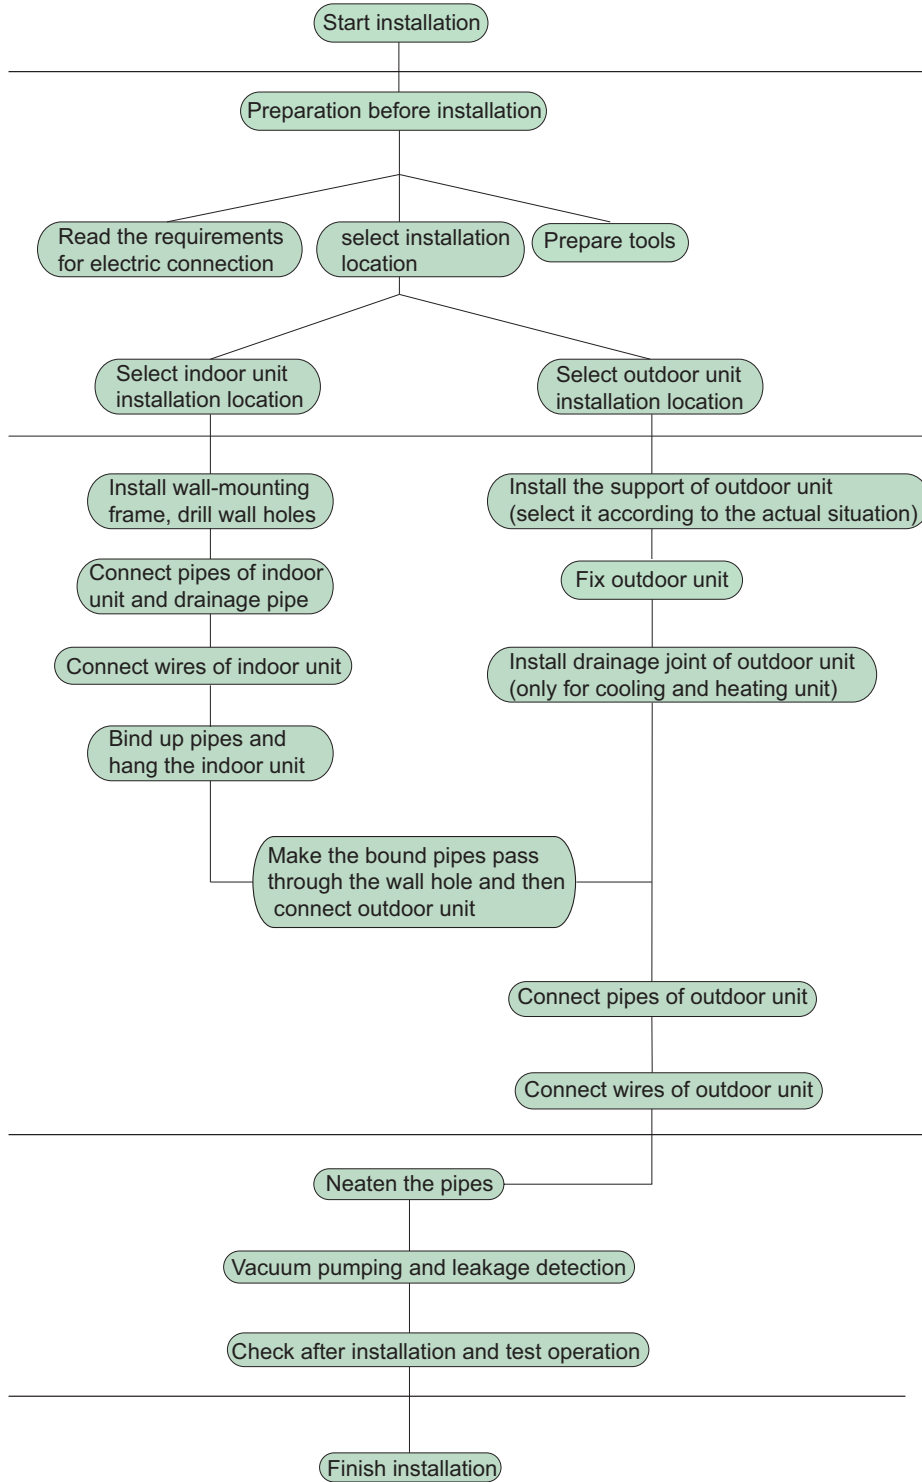 Start installation
Preparation before installation
Read the requirements
for electric connection
select installation
location
Prepare tools
Select indoor unit
installation location
Select outdoor unit
installation location
Install wall-mounting
frame, drill wall holes
Install the support of outdoor unit
(select it according to the actual situation)
Connect pipes of indoor
unit and drainage pipe
Fix outdoor unit
Connect wires of indoor unit
Install drainage joint of outdoor unit
(only for cooling and heating unit)
Bind up pipes and
hang the indoor unit
Make the bound pipes pass
through the wall hole and then
connect outdoor unit
Connect pipes of outdoor unit
Connect wires of outdoor unit
Neaten the pipes
Vacuum pumping and leakage detection
Check after installation and test operation
Finish installation